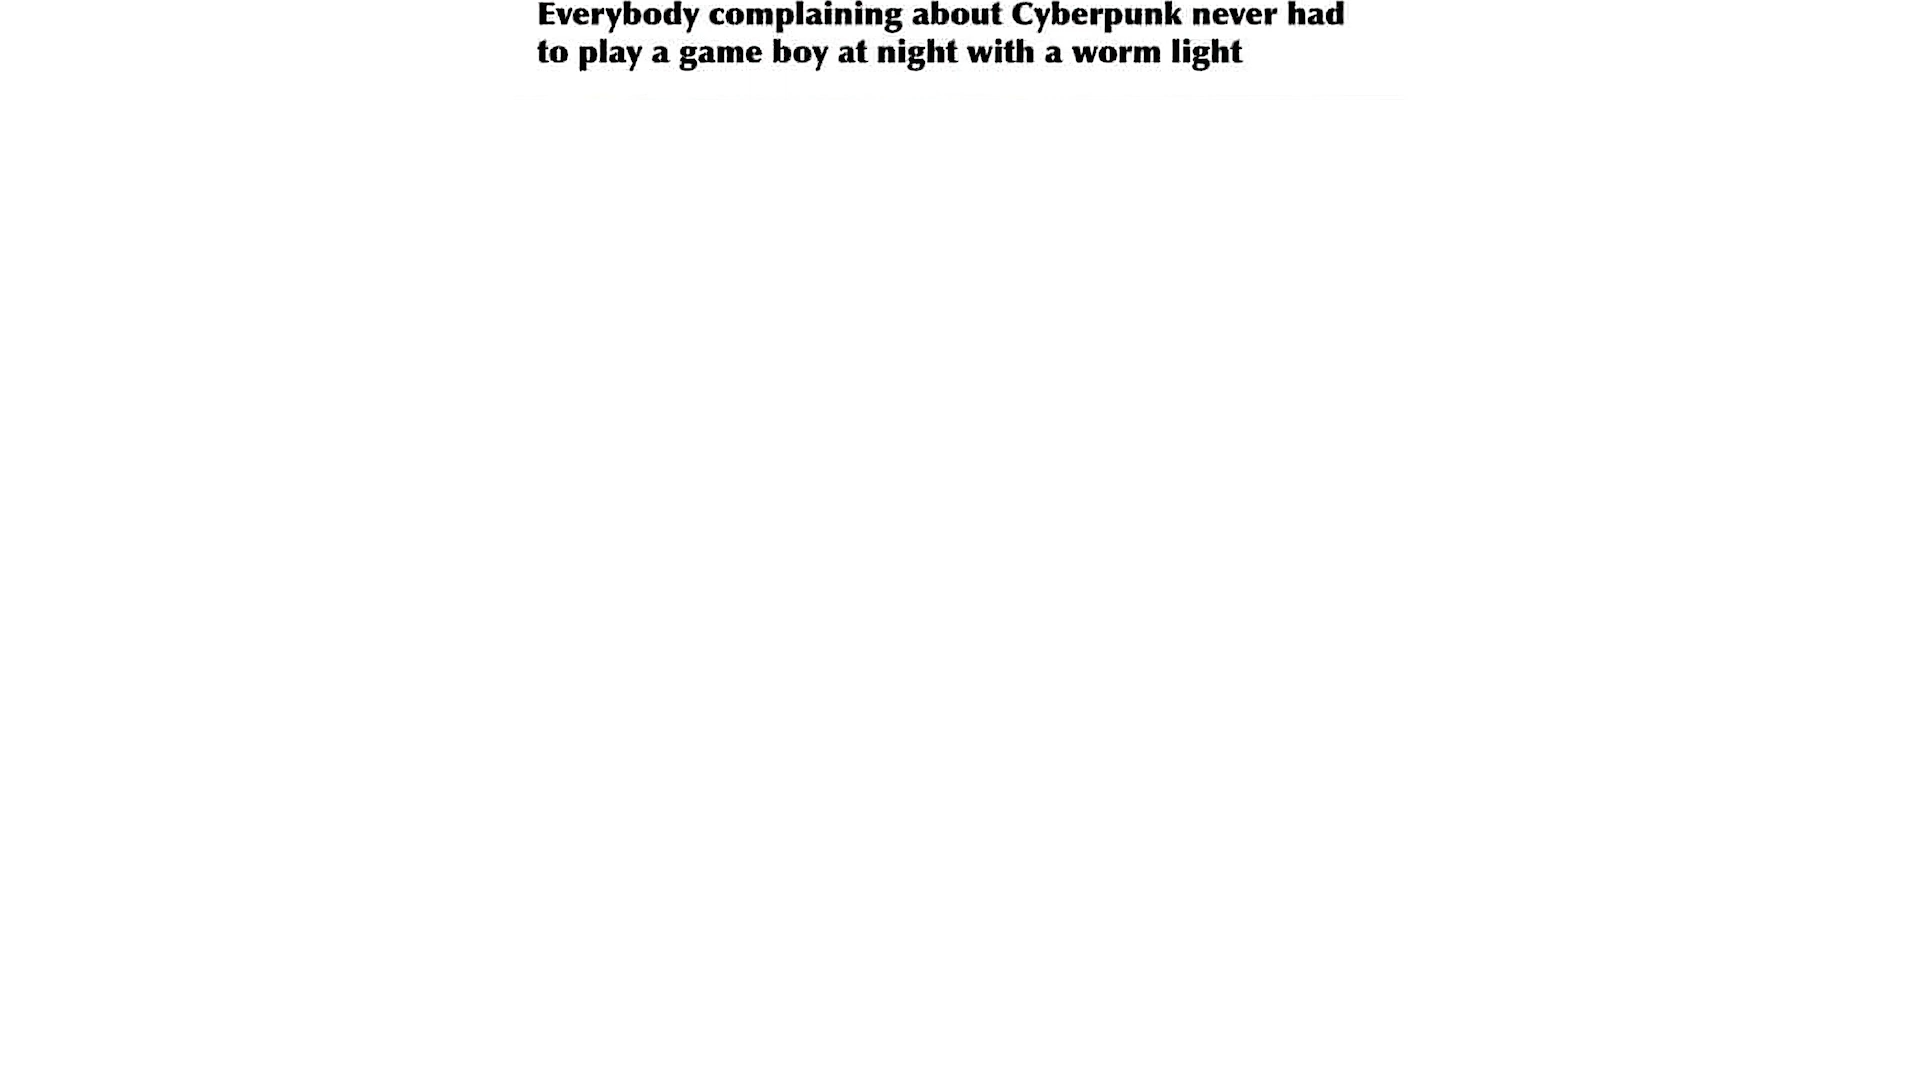 Everybody complaining about Cyberpunk never had
to play a game boy at night with a worm light